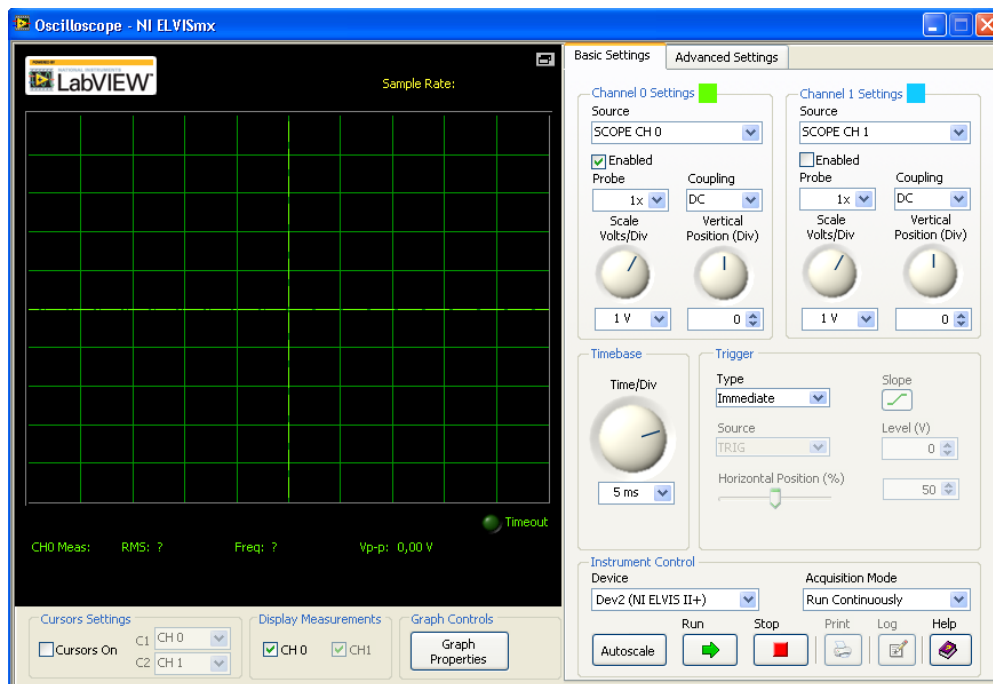 Oscilloscope - NI ELVISmx
POWERED BY
NATIONAL INSTRUMENTS
LabVIEW™
Sample Rate:
Timeout
CH0 Meas: RMS: ? Freq: ? Vp-p: 0,00 V
Cursors Settings
Cursors On
C1 CH 0
C2 CH 1
Display Measurements
CH 0 CH1
Graph Controls
Graph
Properties
Basic Settings Advanced Settings
Channel 0 Settings
Source
SCOPE CH 0
Enabled
Probe Coupling
1x DC
Scale Vertical
Volts/Div Position (Div)
1 V 0
Channel 1 Settings
Source
SCOPE CH 1
Enabled
Probe Coupling
1x DC
Scale Vertical
Volts/Div Position (Div)
1 V 0
Timebase
Time/Div
5 ms
Trigger
Type Slope
Immediate
Source Level (V)
TRIG 0
Horizontal Position (%)
50
Instrument Control
Device Acquisition Mode
Dev2 (NI ELVIS II+) Run Continuously
Run Stop Print Log Help
Autoscale